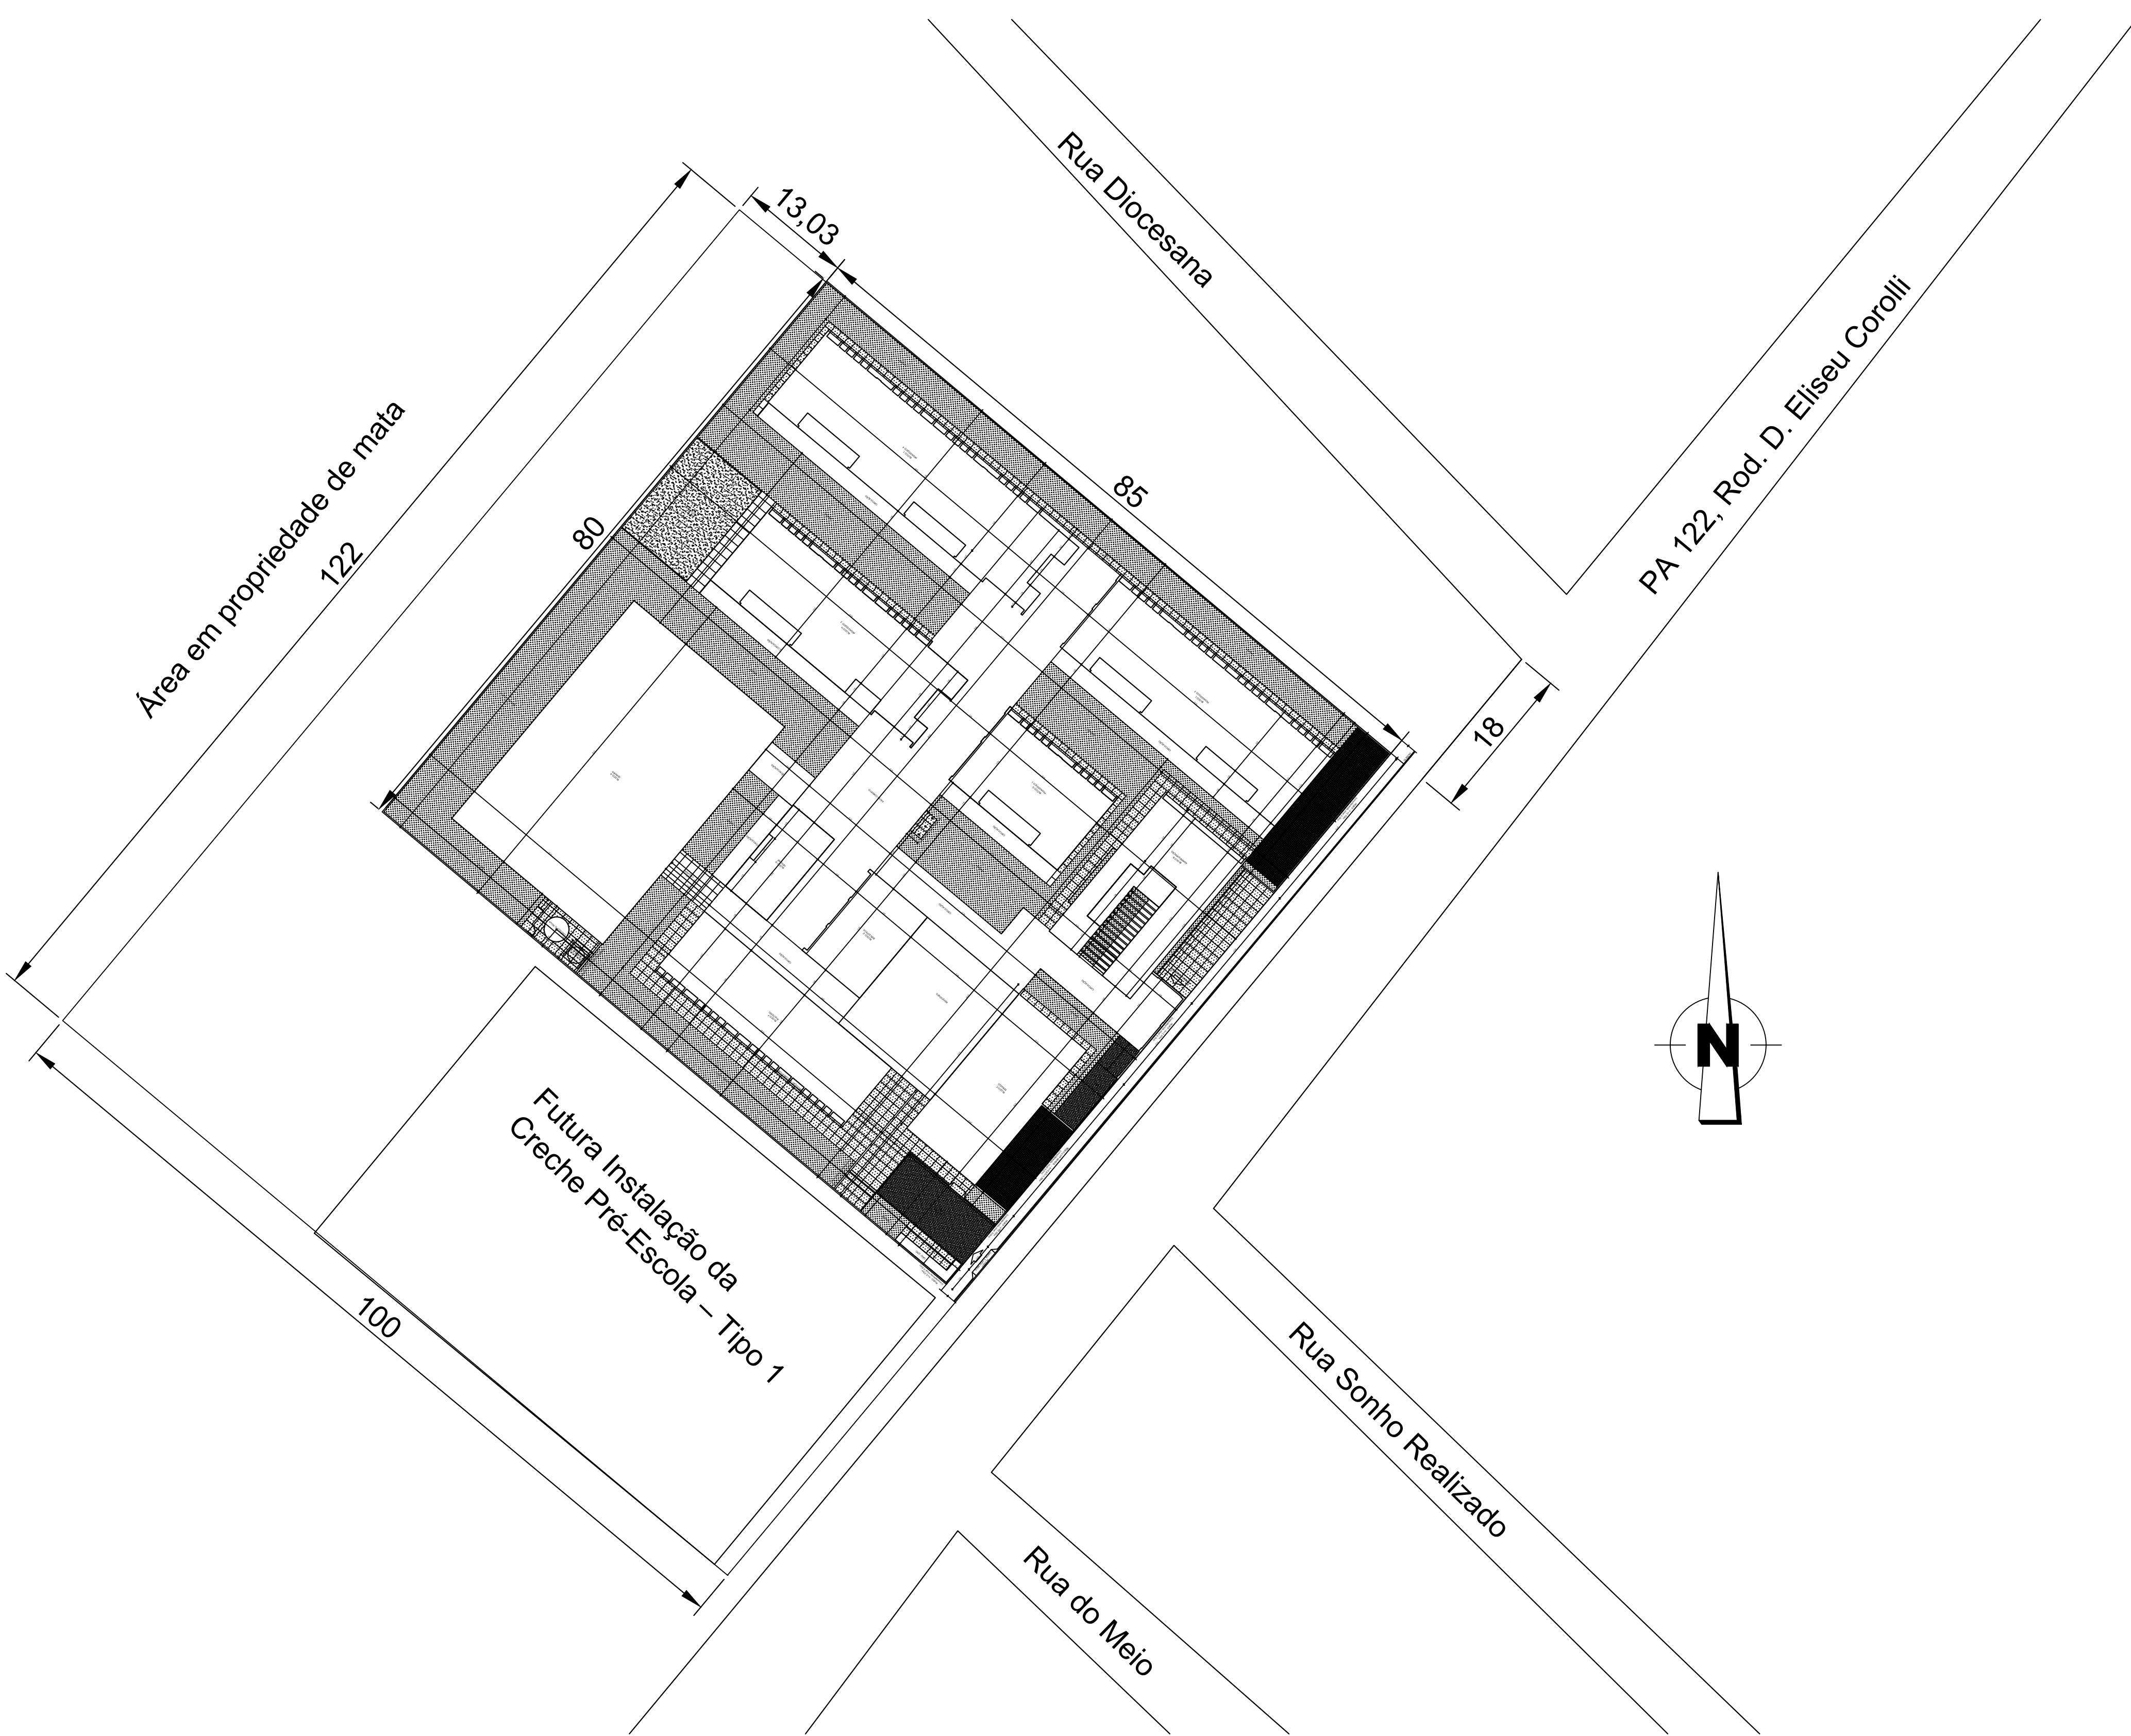 Rua Diocesana
13,03
PA 122, Rod. D. Eliseu Corolli
85
Área em propriedade de mata
122
80
18
N
Futura Instalação da
Creche Pré-Escola – Tipo 1
100
Rua Sonho Realizado
Rua do Meio